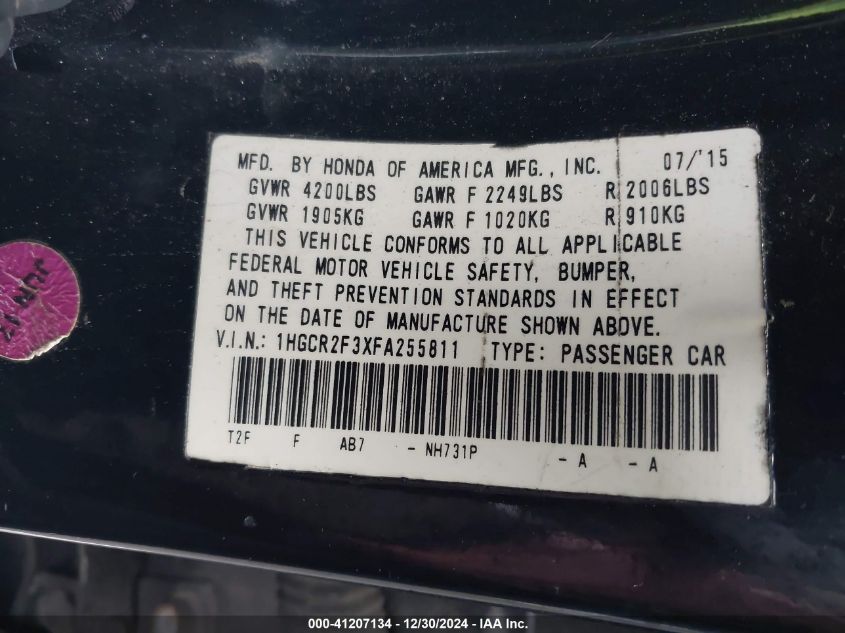 MFD. BY HONDA OF AMERICA MFG., INC. 07/'15
GVWR 4200LBS GAWR F 2249LBS R 2006LBS
GVWR 1905KG GAWR F 1020KG R 910KG
THIS VEHICLE CONFORMS TO ALL APPLICABLE
FEDERAL MOTOR VEHICLE SAFETY, BUMPER,
AND THEFT PREVENTION STANDARDS IN EFFECT
ON THE DATE OF MANUFACTURE SHOWN ABOVE.
V.I.N.: 1HGCR2F3XFA255811 TYPE: PASSENGER CAR
T2F F AB7 - NH731P - A - A
000-41207134 - 12/30/2024 - IAA Inc.